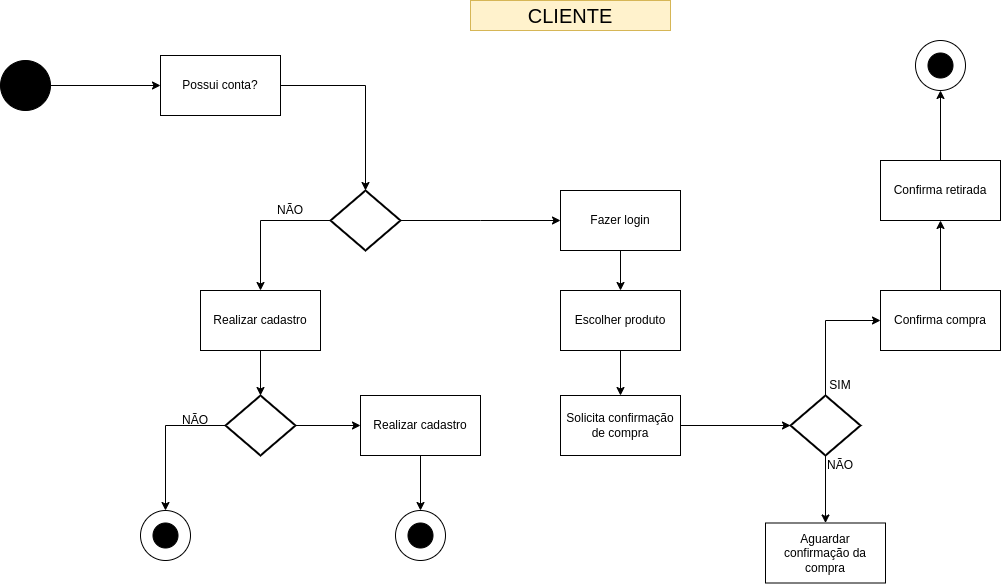 CLIENTE
Possui conta?
NÃO
Fazer login
Confirma retirada
Realizar cadastro
Escolher produto
Confirma compra
SIM
NÃO
Realizar cadastro
Solicita confirmação
de compra
NÃO
Aguardar
confirmação da
compra